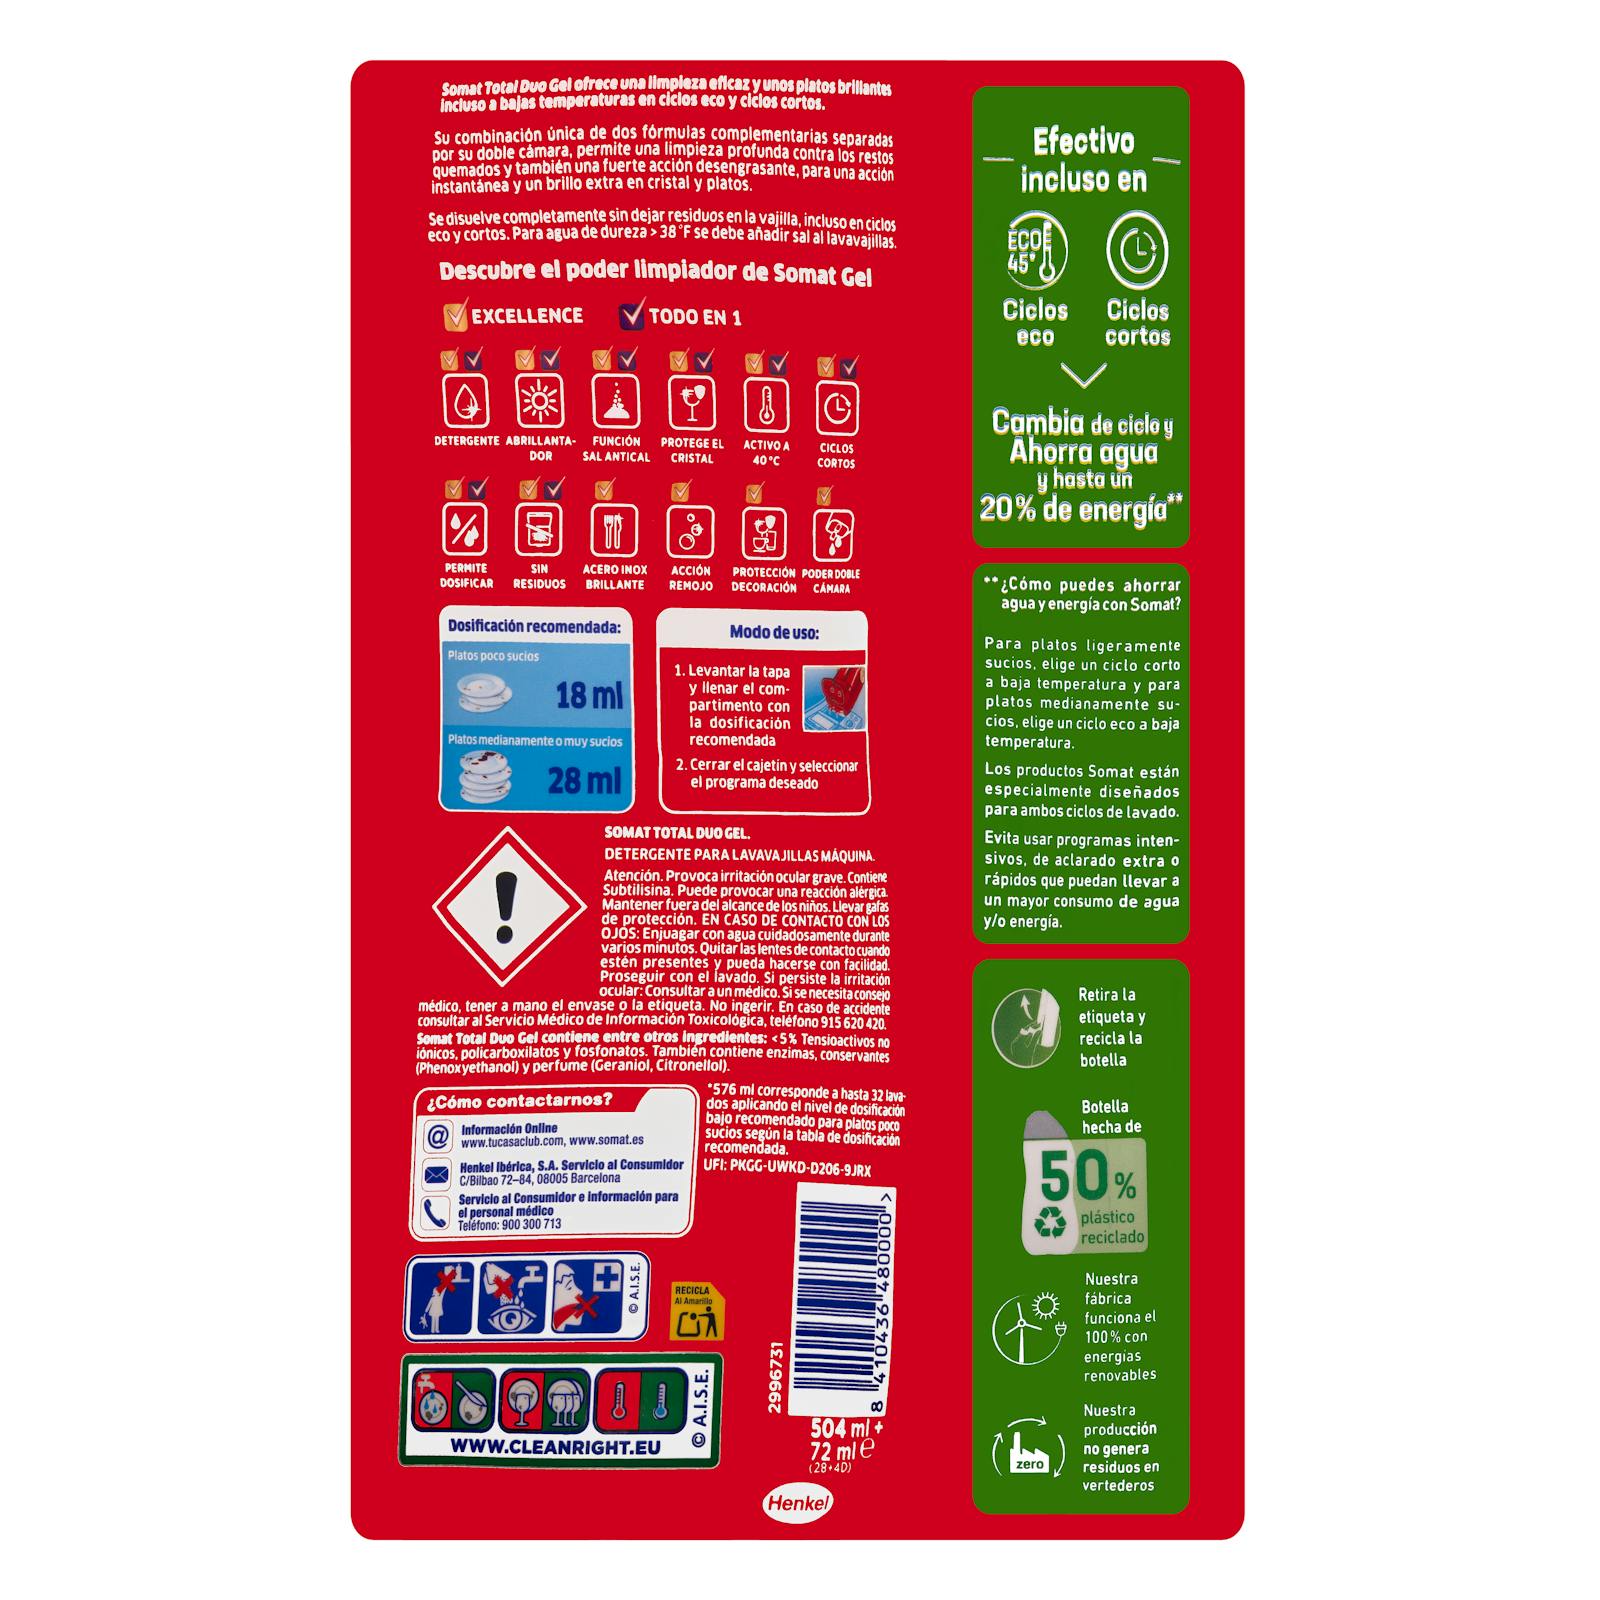 Somat Total Duo Gel ofrece una limpieza eficaz y unos platos brillantes
incluso a bajas temperaturas en ciclos eco y ciclos cortos.
Su combinación única de dos fórmulas complementarias separadas
por su doble cámara, permite una limpieza profunda contra los restos
quemados y también una fuerte acción desengrasante, para una acción
instantánea y un brillo extra en cristal y platos.
Se disuelve completamente sin dejar residuos en la vajilla, incluso en ciclos
eco y cortos. Para agua de dureza > 38 °F se debe añadir sal al lavavajillas.
Descubre el poder limpiador de Somat Gel
EXCELLENCE TODO EN 1
DETERGENTE
ABRILLANTA-
DOR
FUNCIÓN
SAL ANTICAL
PROTEGE EL
CRISTAL
ACTIVO A
40 °C
CICLOS
CORTOS
PERMITE
DOSIFICAR
SIN
RESIDUOS
ACERO INOX
BRILLANTE
ACCIÓN
REMOJO
PROTECCIÓN
DECORACIÓN
PODER DOBLE
CÁMARA
Dosificación recomendada:
Platos poco sucios
18 ml
Platos medianamente o muy sucios
28 ml
Modo de uso:
1. Levantar la tapa
y llenar el com-
partimento con
la dosificación
recomendada
2. Cerrar el cajetín y seleccionar
el programa deseado
SOMAT TOTAL DUO GEL.
DETERGENTE PARA LAVAVAJILLAS MÁQUINA.
Atención. Provoca irritación ocular grave. Contiene
Subtilisina. Puede provocar una reacción alérgica.
Mantener fuera del alcance de los niños. Llevar gafas
de protección. EN CASO DE CONTACTO CON LOS
OJOS: Enjuagar con agua cuidadosamente durante
varios minutos. Quitar las lentes de contacto cuando
estén presentes y pueda hacerse con facilidad.
Proseguir con el lavado. Si persiste la irritación
ocular: Consultar a un médico. Si se necesita consejo
médico, tener a mano el envase o la etiqueta. No ingerir. En caso de accidente
consultar al Servicio Médico de Información Toxicológica, teléfono 915 620 420.
Somat Total Duo Gel contiene entre otros ingredientes: <5% Tensioactivos no
iónicos, policarboxilatos y fosfonatos. También contiene enzimas, conservantes
(Phenoxyethanol) y perfume (Geraniol, Citronellol).
¿Cómo contactarnos?
@
Información Online
www.tucasaclub.com, www.somat.es
Henkel Ibérica, S.A. Servicio al Consumidor
C/Bilbao 72-84, 08005 Barcelona
Servicio al Consumidor e Información para
el personal médico
Teléfono: 900 300 713
*576 ml corresponde a hasta 32 lava-
dos aplicando el nivel de dosificación
bajo recomendado para platos poco
sucios según la tabla de dosificación
recomendada.
UFI: PKGG-UWKD-D206-9JRX
© A.I.S.E.
RECICLA
Al Amarillo
WWW.CLEANRIGHT.EU
© A.I.S.E.
2996731
8 410436 480000 >
504 ml +
72 ml e
(28+4D)
Henkel
Efectivo
incluso en
ECO
45°
Ciclos
eco
Ciclos
cortos
Cambia de ciclo y
Ahorra agua
y hasta un
20% de energía**
**¿Cómo puedes ahorrar
agua y energía con Somat?
Para platos ligeramente
sucios, elige un ciclo corto
a baja temperatura y para
platos medianamente su-
cios, elige un ciclo eco a baja
temperatura.
Los productos Somat están
especialmente diseñados
para ambos ciclos de lavado.
Evita usar programas inten-
sivos, de aclarado extra o
rápidos que puedan llevar a
un mayor consumo de agua
y/o energía.
Retira la
etiqueta y
recicla la
botella
Botella
hecha de
50%
plástico
reciclado
Nuestra
fábrica
funciona el
100% con
energías
renovables
zero
Nuestra
producción
no genera
residuos en
vertederos